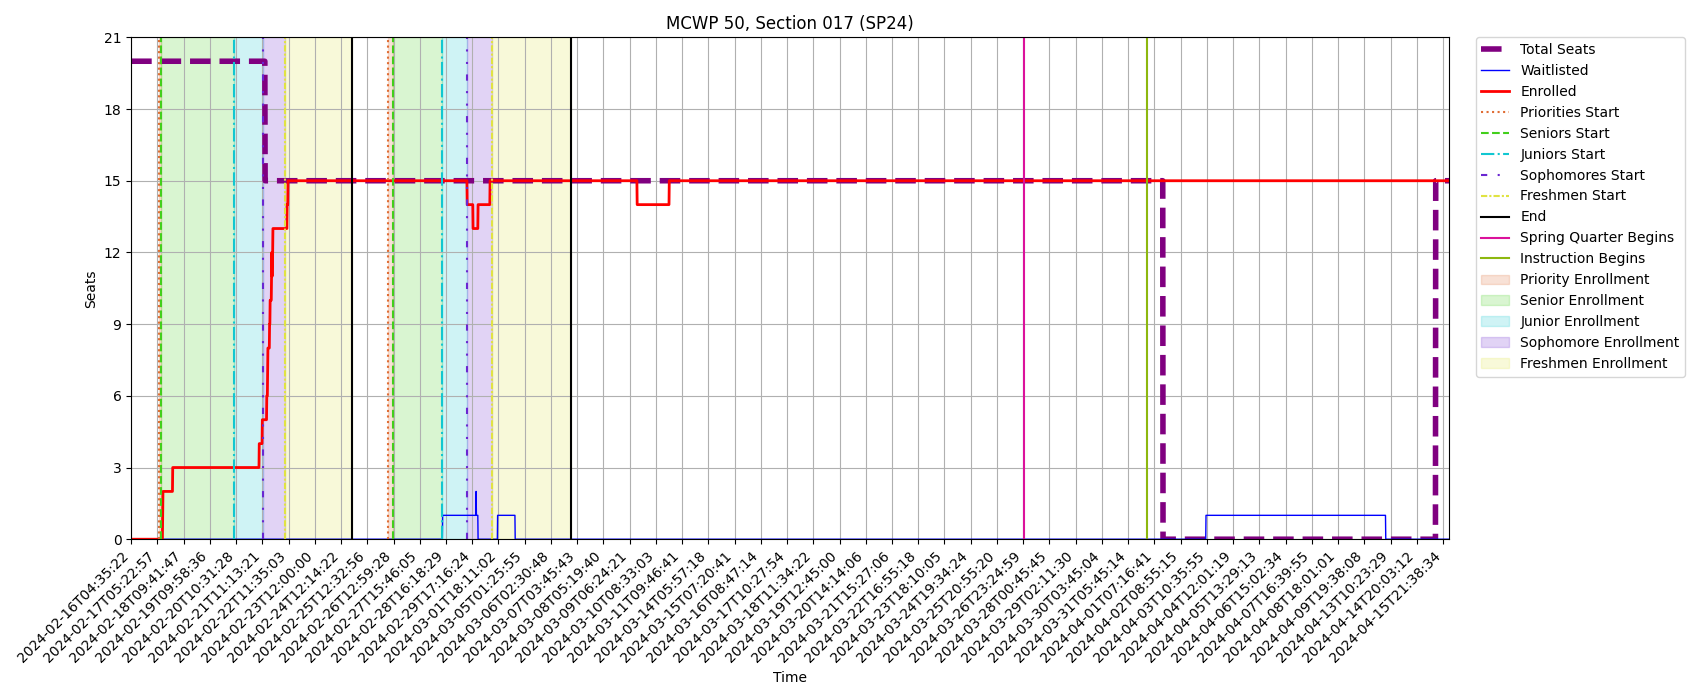 MCWP 50, Section 017 (SP24)
21
18
15
12
9
6
3
0
Seats
2024-02-16T04:35:22
2024-02-17T05:22:57
2024-02-18T09:41:47
2024-02-19T09:58:36
2024-02-20T10:31:28
2024-02-21T11:13:21
2024-02-22T11:35:03
2024-02-23T12:00:00
2024-02-24T12:14:22
2024-02-25T12:32:56
2024-02-26T12:59:28
2024-02-27T15:46:05
2024-02-28T16:18:29
2024-02-29T17:16:24
2024-03-01T18:11:02
2024-03-05T01:25:55
2024-03-06T02:30:48
2024-03-07T03:45:43
2024-03-08T05:19:40
2024-03-09T06:24:21
2024-03-10T08:33:03
2024-03-11T09:46:41
2024-03-14T05:57:18
2024-03-15T07:20:41
2024-03-16T08:47:14
2024-03-17T10:27:54
2024-03-18T11:34:22
2024-03-19T12:45:00
2024-03-20T14:14:06
2024-03-21T15:27:06
2024-03-22T16:55:18
2024-03-23T18:10:05
2024-03-24T19:34:24
2024-03-25T20:55:20
2024-03-26T23:24:59
2024-03-28T00:45:45
2024-03-29T02:11:30
2024-03-30T03:45:04
2024-03-31T05:45:14
2024-04-01T07:16:41
2024-04-02T08:55:15
2024-04-03T10:35:55
2024-04-04T12:01:19
2024-04-05T13:29:13
2024-04-06T15:02:34
2024-04-07T16:39:55
2024-04-08T18:01:01
2024-04-09T19:38:08
2024-04-13T10:23:29
2024-04-14T20:03:12
2024-04-15T21:38:34
Time
Total Seats
Waitlisted
Enrolled
Priorities Start
Seniors Start
Juniors Start
Sophomores Start
Freshmen Start
End
Spring Quarter Begins
Instruction Begins
Priority Enrollment
Senior Enrollment
Junior Enrollment
Sophomore Enrollment
Freshmen Enrollment